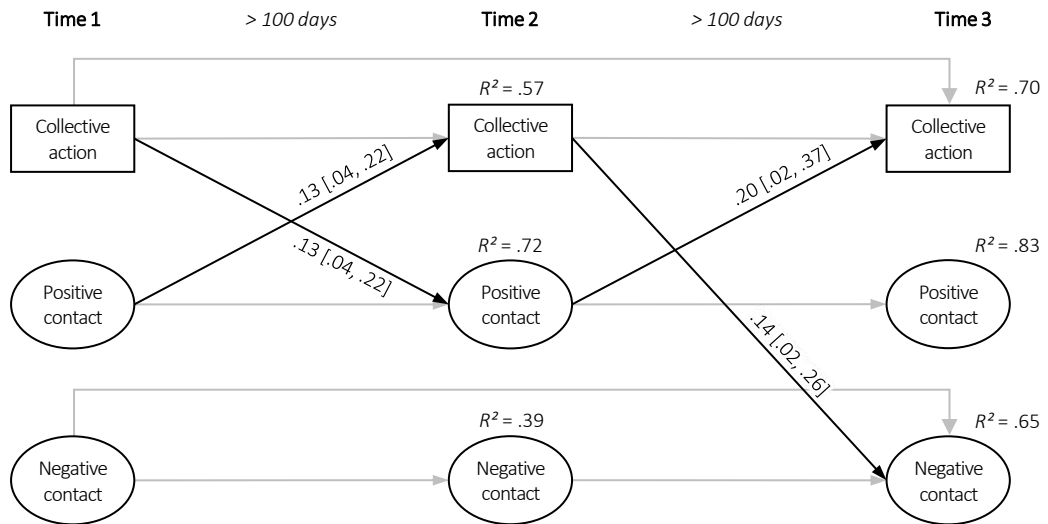 Time 1
> 100 days
Time 2
> 100 days
Time 3
R² = .57
R² = .70
Collective
action
Collective
action
Collective
action
.13 [.04, .22]
.20 [.02, .37]
.13 [.04, .22]
R² = .72
R² = .83
Positive
contact
Positive
contact
Positive
contact
.14 [.02, .26]
R² = .39
R² = .65
Negative
contact
Negative
contact
Negative
contact